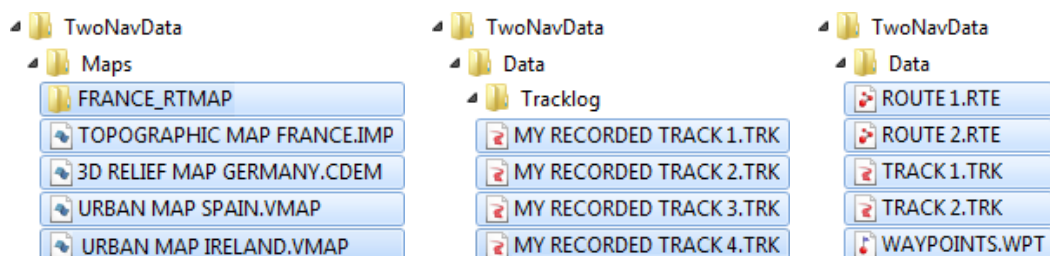 TwoNavData
Maps
FRANCE_RTMAP
TOPOGRAPHIC MAP FRANCE.IMP
3D RELIEF MAP GERMANY.CDEM
URBAN MAP SPAIN.VMAP
URBAN MAP IRELAND.VMAP
TwoNavData
Data
Tracklog
MY RECORDED TRACK 1.TRK
MY RECORDED TRACK 2.TRK
MY RECORDED TRACK 3.TRK
MY RECORDED TRACK 4.TRK
TwoNavData
Data
ROUTE 1.RTE
ROUTE 2.RTE
TRACK 1.TRK
TRACK 2.TRK
WAYPOINTS.WPT